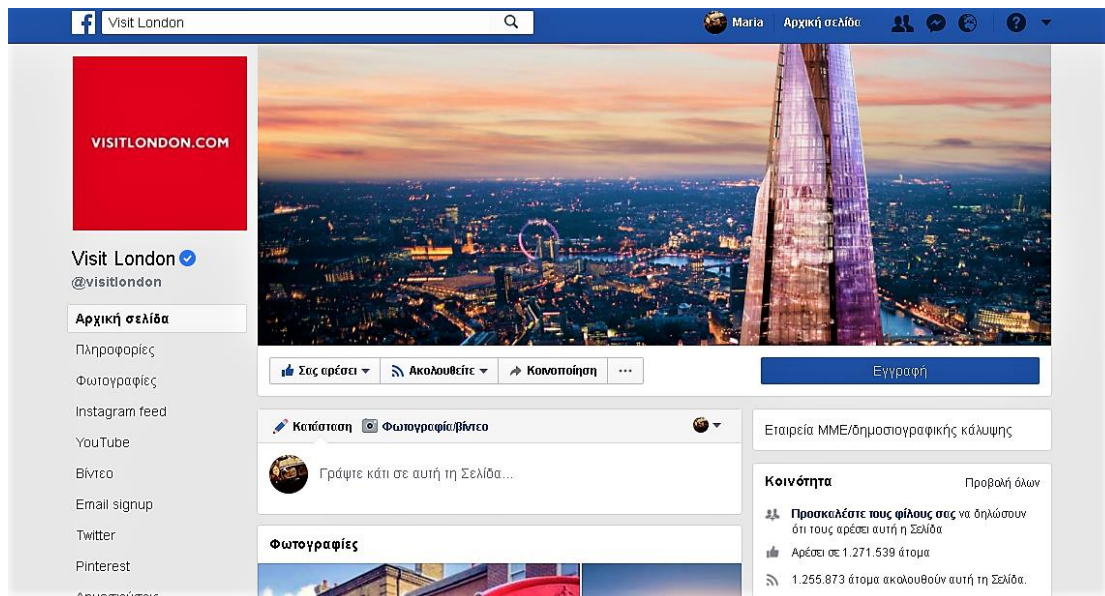 Visit London
Maria
Αρχική σελίδα
VISITLONDON.COM
Visit London
@visitlondon
Αρχική σελίδα
Πληροφορίες
Φωτογραφίες
Instagram feed
YouTube
Βίντεο
Email signup
Twitter
Pinterest
Δημοσιεύσεις
Σας αρέσει
Ακολουθείτε
Κοινοποίηση
Εγγραφή
Κατάσταση
Φωτογραφία/βίντεο
Γράψτε κάτι σε αυτή τη Σελίδα...
Φωτογραφίες
Εταιρεία ΜΜΕ/δημοσιογραφικής κάλυψης
Κοινότητα
Προβολή όλων
Προσκαλέστε τους φίλους σας να δηλώσουν
ότι τους αρέσει αυτή η Σελίδα
Αρέσει σε 1.271.539 άτομα
1.255.873 άτομα ακολουθούν αυτή τη Σελίδα.